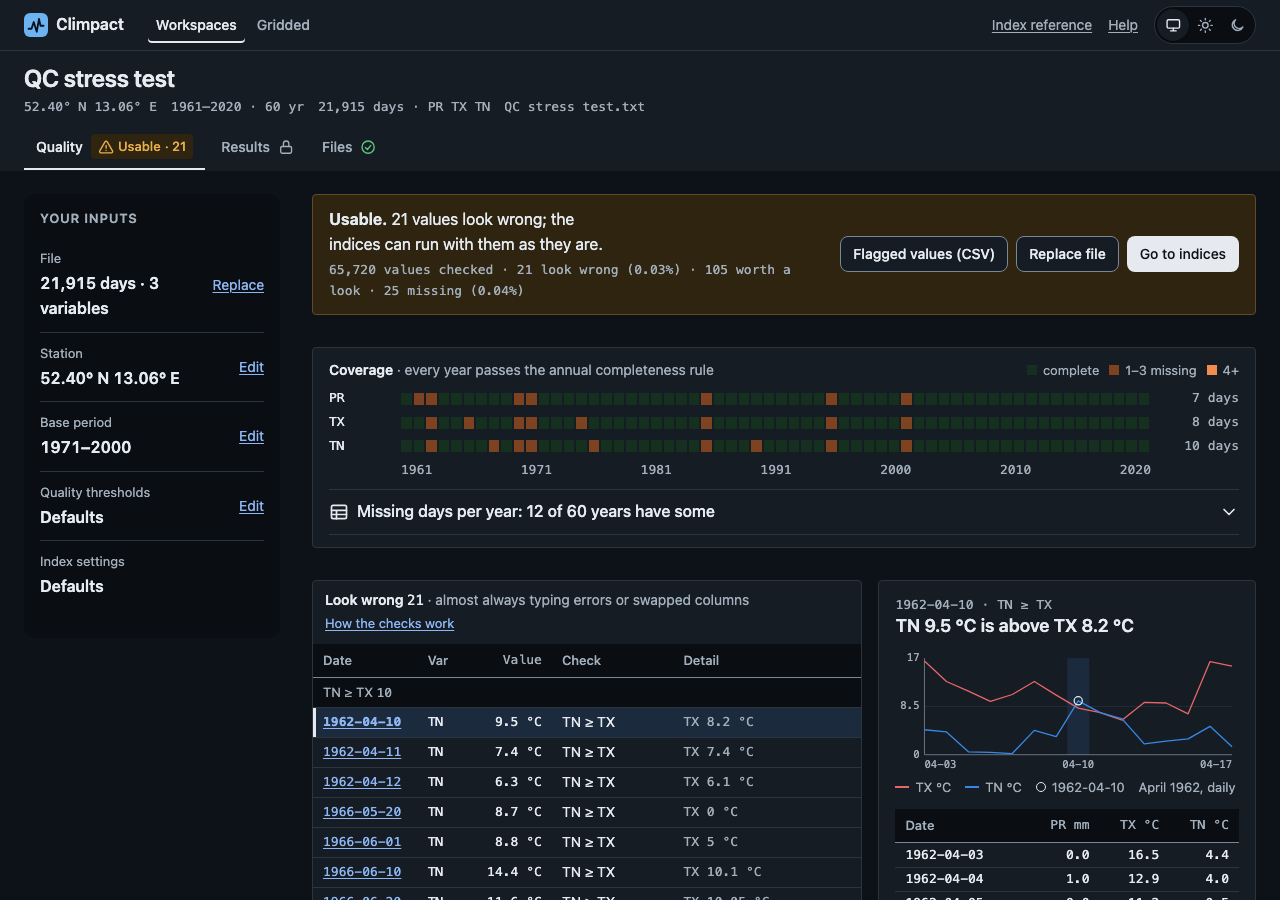 Climpact
Workspaces
Gridded
Index reference
Help
QC stress test
52.40° N 13.06° E 1961–2020 · 60 yr 21,915 days · PR TX TN QC stress test.txt
Quality
Usable · 21
Results
Files
YOUR INPUTS
File
21,915 days · 3
variables
Replace
Station
52.40° N 13.06° E
Edit
Base period
1971–2000
Edit
Quality thresholds
Defaults
Edit
Index settings
Defaults
Usable. 21 values look wrong; the
indices can run with them as they are.
65,720 values checked · 21 look wrong (0.03%) · 105 worth a
look · 25 missing (0.04%)
Flagged values (CSV)
Replace file
Go to indices
Coverage · every year passes the annual completeness rule
complete
1–3 missing
4+
PR
7 days
TX
8 days
TN
10 days
1961 1971 1981 1991 2000 2010 2020
Missing days per year: 12 of 60 years have some
Look wrong 21 · almost always typing errors or swapped columns
How the checks work
Date Var Value Check Detail
TN ≥ TX 10
1962-04-10 TN 9.5 °C TN ≥ TX TX 8.2 °C
1962-04-11 TN 7.4 °C TN ≥ TX TX 7.4 °C
1962-04-12 TN 6.3 °C TN ≥ TX TX 6.1 °C
1966-05-20 TN 8.7 °C TN ≥ TX TX 0 °C
1966-06-01 TN 8.8 °C TN ≥ TX TX 5 °C
1966-06-10 TN 14.4 °C TN ≥ TX TX 10.1 °C
1962-04-10 · TN ≥ TX
TN 9.5 °C is above TX 8.2 °C
17
8.5
0
04-03 04-10 04-17
TX °C TN °C 1962-04-10 April 1962, daily
Date PR mm TX °C TN °C
1962-04-03 0.0 16.5 4.4
1962-04-04 1.0 12.9 4.0